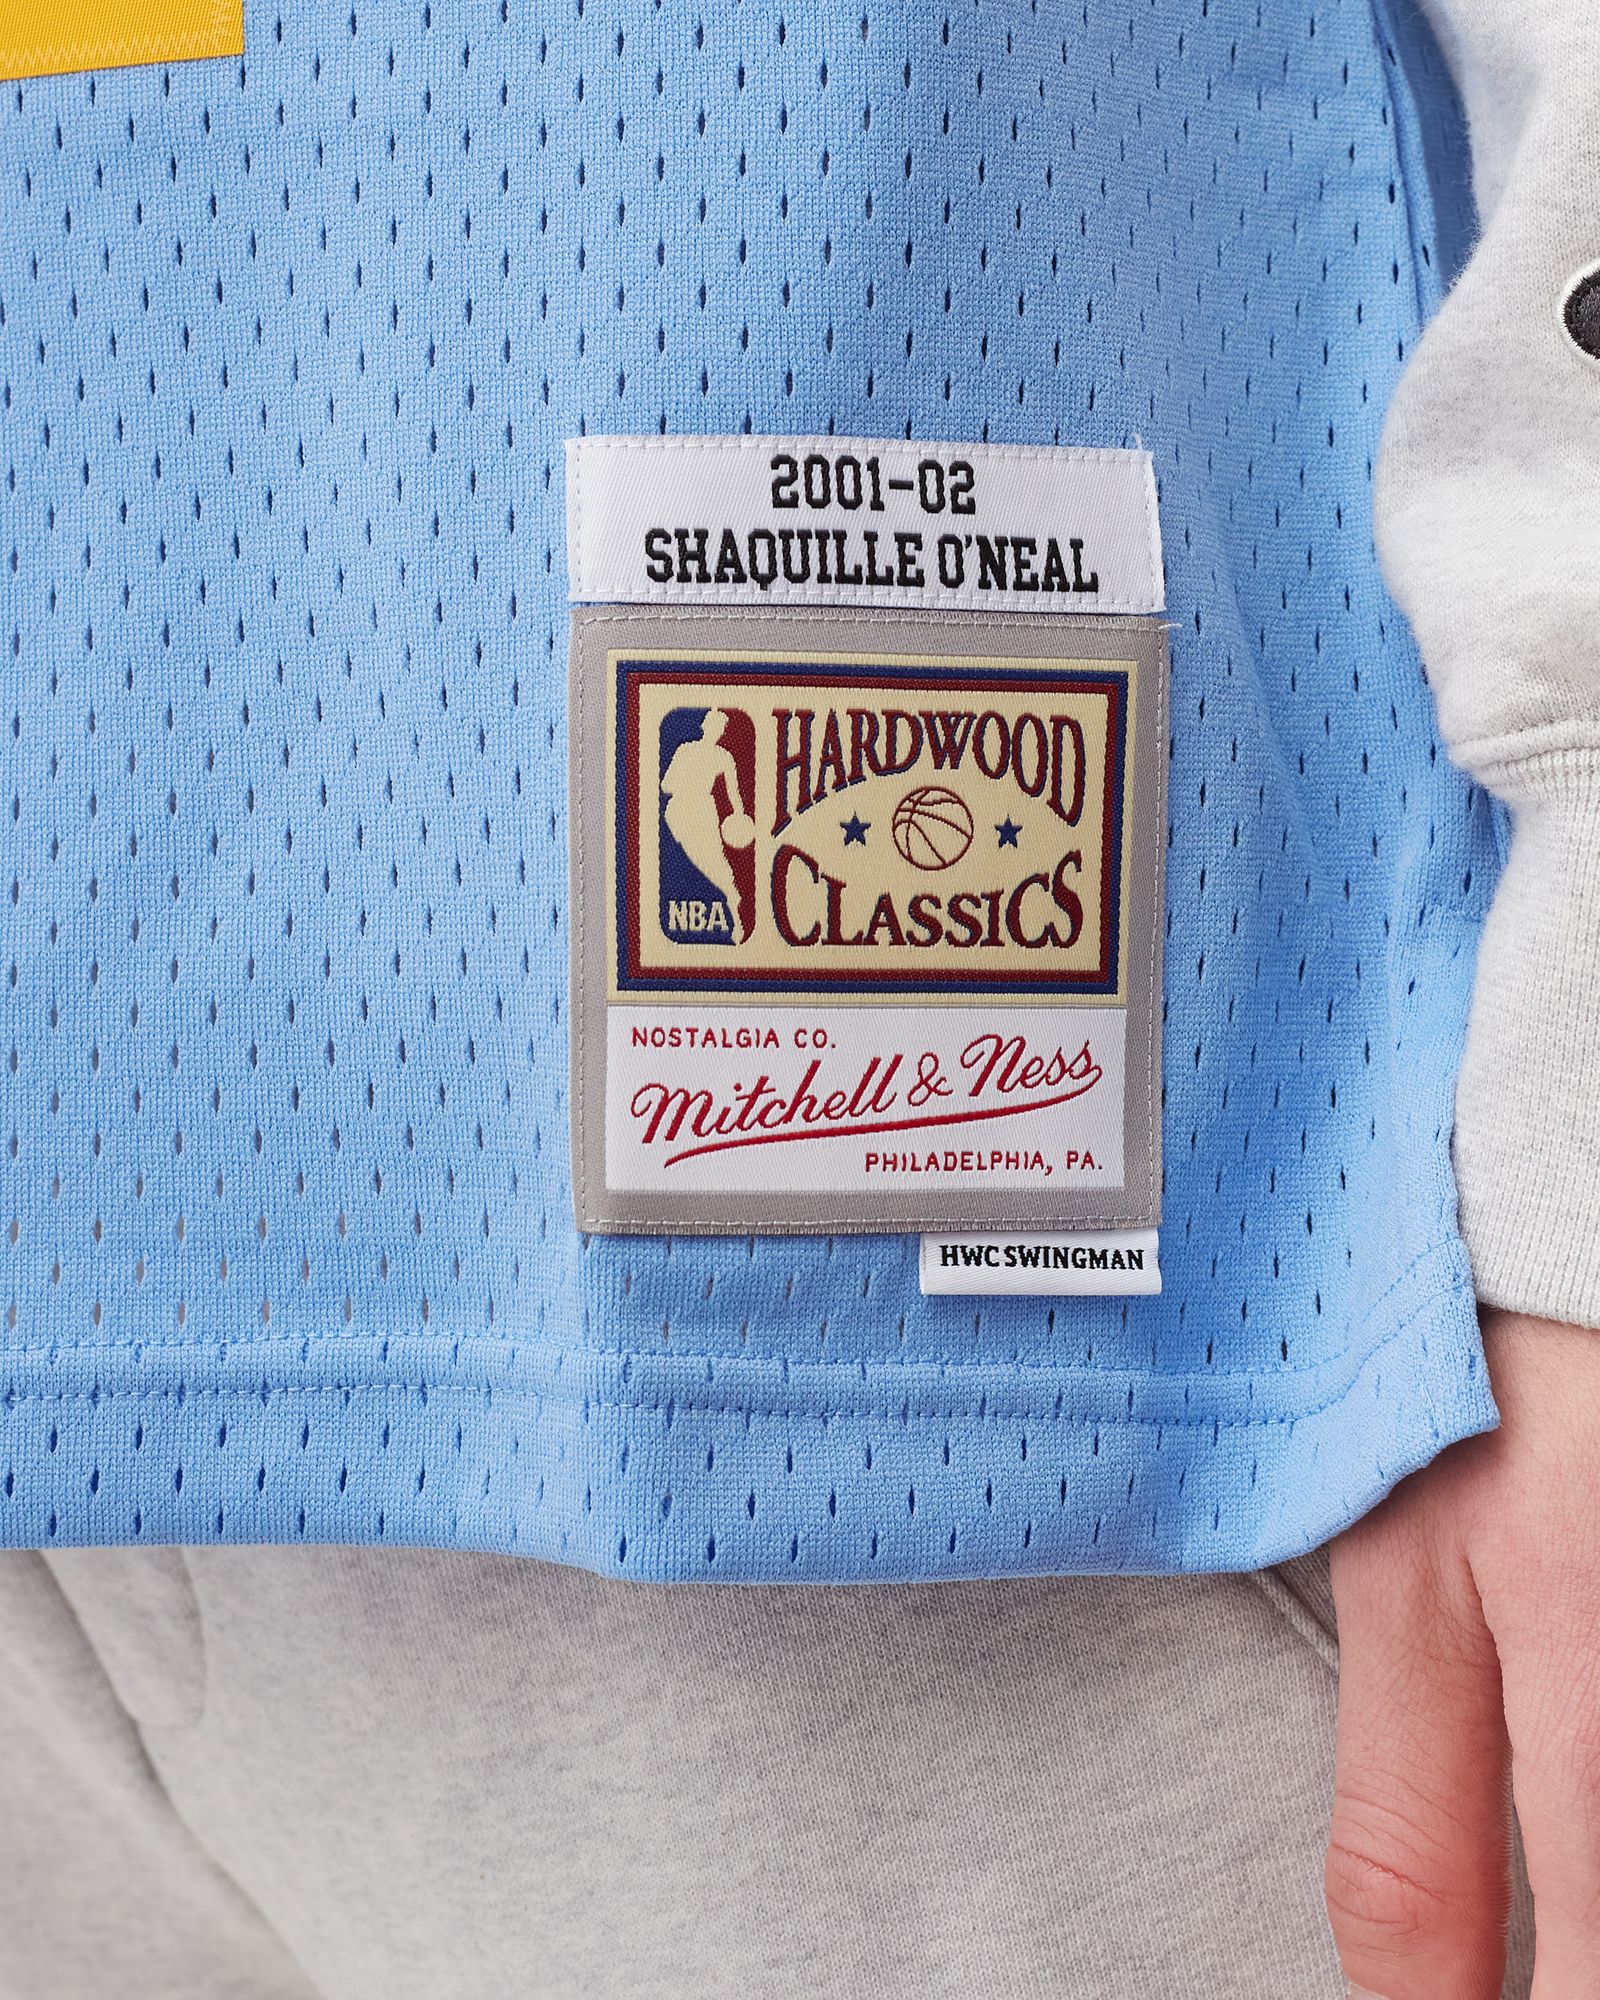 2001-02
SHAQUILLE O'NEAL
HARDWOOD
CLASSICS
NBA
NOSTALGIA CO.
Mitchell & Ness
PHILADELPHIA, PA.
HWC SWINGMAN